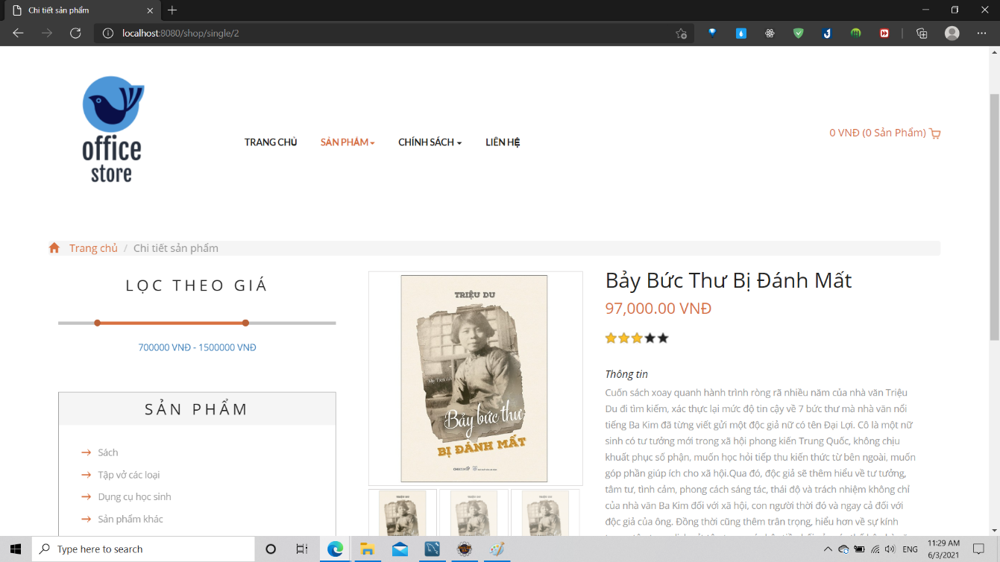 Chi tiết sản phẩm
localhost:8080/shop/single/2
office
store
TRANG CHỦ
SẢN PHẨM
CHÍNH SÁCH
LIÊN HỆ
0 VNĐ (0 Sản Phẩm)
Trang chủ / Chi tiết sản phẩm
LỌC THEO GIÁ
700000 VNĐ - 1500000 VNĐ
SẢN PHẨM
Sách
Tập vở các loại
Dụng cụ học sinh
Sản phẩm khác
TRIỆU DU
Bảy bức thư
BỊ ĐÁNH MẤT
TRIỆU DU
TRIỆU DU
TRIỆU DU
Bảy Bức Thư Bị Đánh Mất
97,000.00 VNĐ
Thông tin
Cuốn sách xoay quanh hành trình ròng rã nhiều năm của nhà văn Triệu
Du đi tìm kiếm, xác thực lại mức độ tin cậy về 7 bức thư mà nhà văn nổi
tiếng Ba Kim đã từng viết gửi một độc giả nữ có tên Đại Lợi. Cô là một nữ
sinh có tư tưởng mới trong xã hội phong kiến Trung Quốc, không chịu
khuất phục số phận, muốn học hỏi tiếp thu kiến thức từ bên ngoài, muốn
góp phần giúp ích cho xã hội.Qua đó, độc giả sẽ thêm hiểu về tư tưởng,
tâm tư, tình cảm, phong cách sáng tác, thái độ và trách nhiệm không chỉ
của nhà văn Ba Kim đối với xã hội, con người thời đó và ngay cả đối với
độc giả của ông. Đồng thời cũng thêm trân trọng, hiểu hơn về sự kính
Type here to search
ENG
11:29 AM
6/3/2021